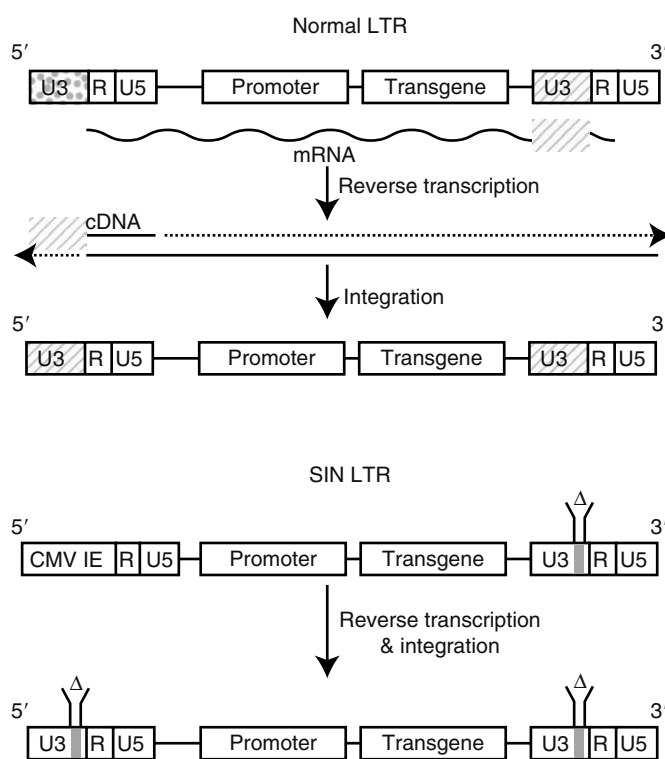 Normal LTR
5′ 3′
U3 R U5 Promoter Transgene U3 R U5
mRNA
Reverse transcription
cDNA
Integration
5′ 3′
U3 R U5 Promoter Transgene U3 R U5
SIN LTR
Δ
5′ 3′
CMV IE R U5 Promoter Transgene U3 R U5
Reverse transcription
& integration
Δ Δ
5′ 3′
U3 R U5 Promoter Transgene U3 R U5